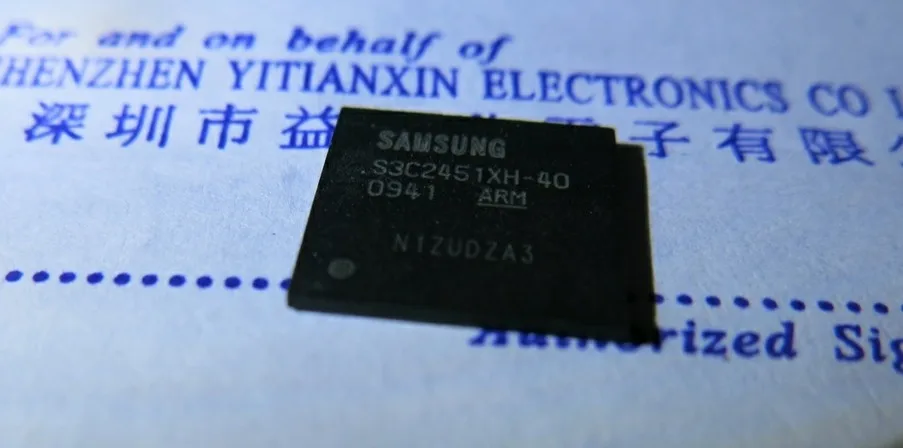 For and on behalf of
HENZHEN YITIANXIN ELECTRONICS CO
深圳市益 子有限
SAMSUNG
S3C2451XH-40
0941 ARM
N1ZUDZA3
Authorized Sig